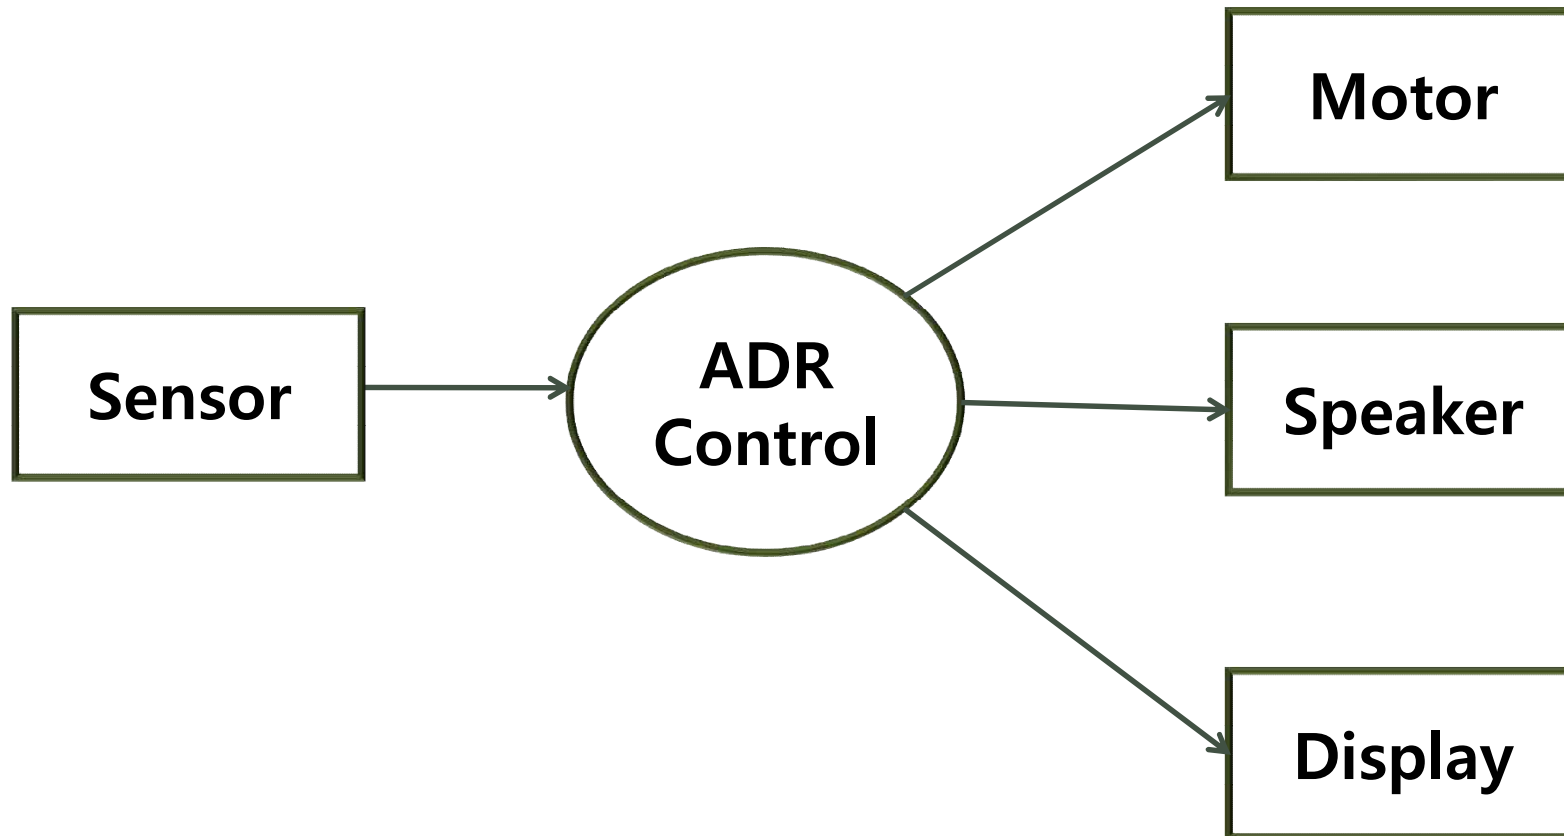 Motor
Sensor
ADR
Control
Speaker
Display